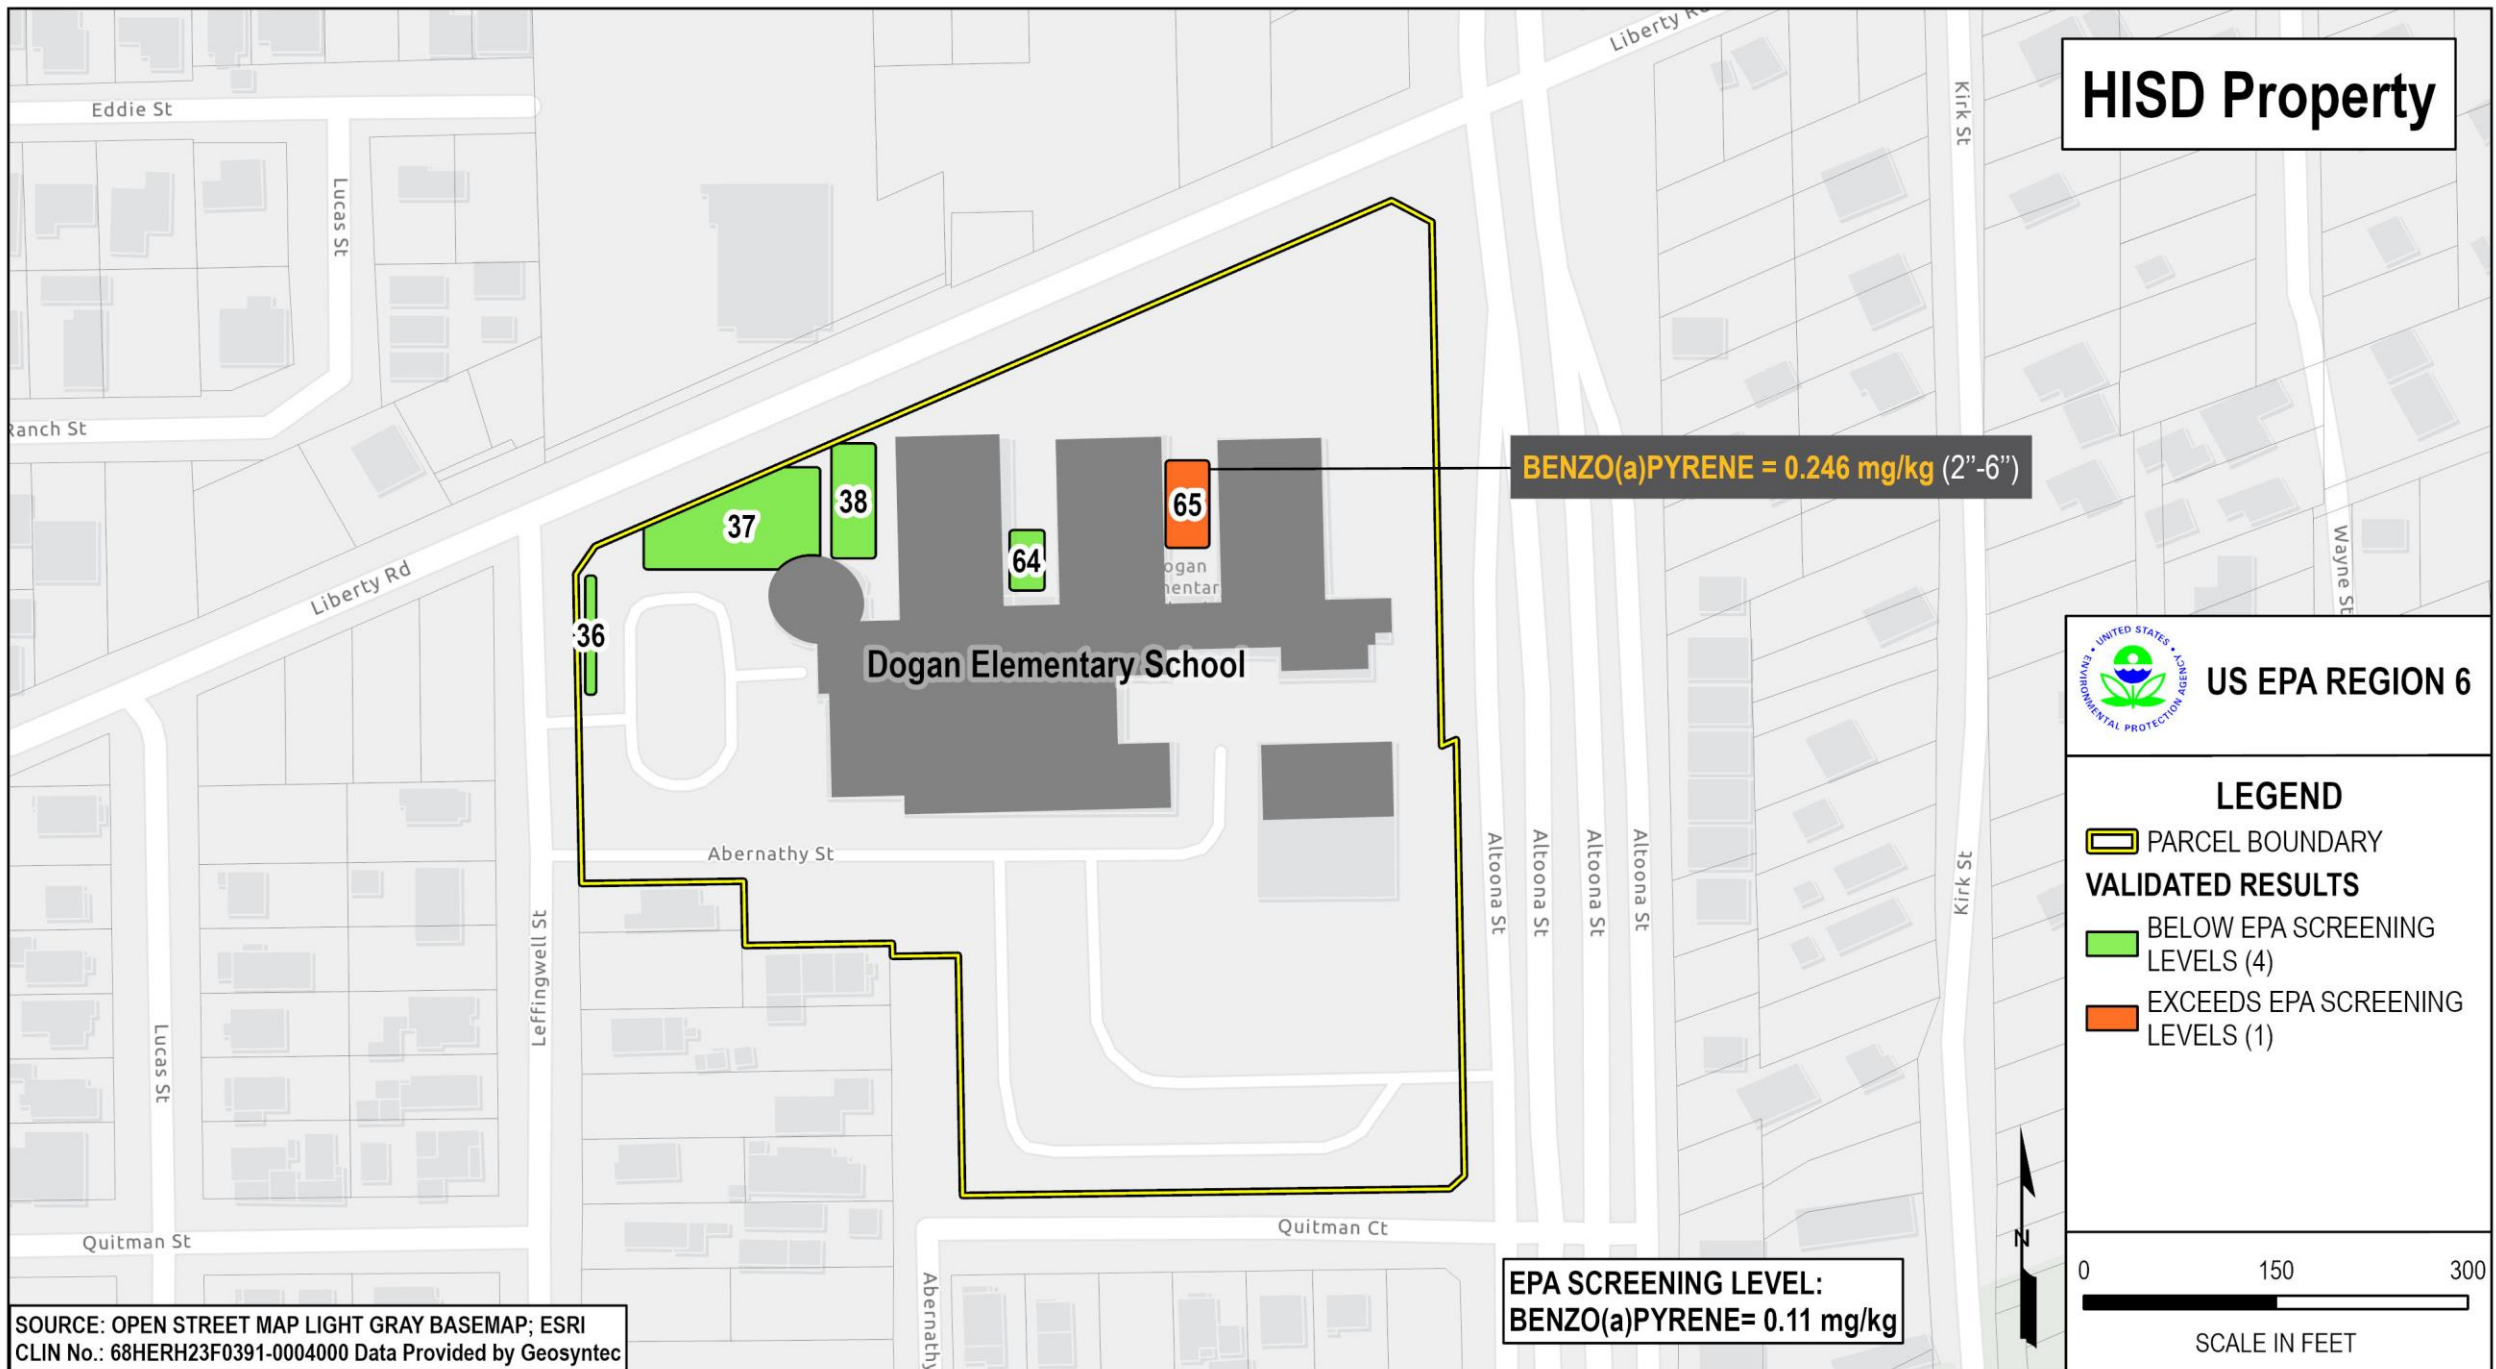 Liberty Rd
HISD Property
Eddie St
Kirk St
Lucas St
Ranch St
BENZO(a)PYRENE = 0.246 mg/kg (2”-6”)
38
37
65
64
Wayne St
Liberty Rd
36
Dogan Elementary School
UNITED STATES
ENVIRONMENTAL PROTECTION AGENCY
US EPA REGION 6
LEGEND
PARCEL BOUNDARY
VALIDATED RESULTS
BELOW EPA SCREENING
LEVELS (4)
EXCEEDS EPA SCREENING
LEVELS (1)
Abernathy St
Altoona St
Altoona St
Altoona St
Altoona St
Kirk St
Leffingwell St
Lucas St
Quitman St
Quitman Ct
Abernathy
N
0 150 300
SCALE IN FEET
EPA SCREENING LEVEL:
BENZO(a)PYRENE= 0.11 mg/kg
SOURCE: OPEN STREET MAP LIGHT GRAY BASEMAP; ESRI
CLIN No.: 68HERH23F0391-0004000 Data Provided by Geosyntec